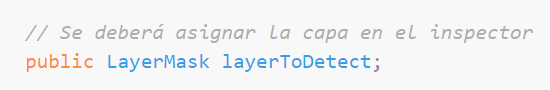 // Se deberá asignar la capa en el inspector
public LayerMask layerToDetect;